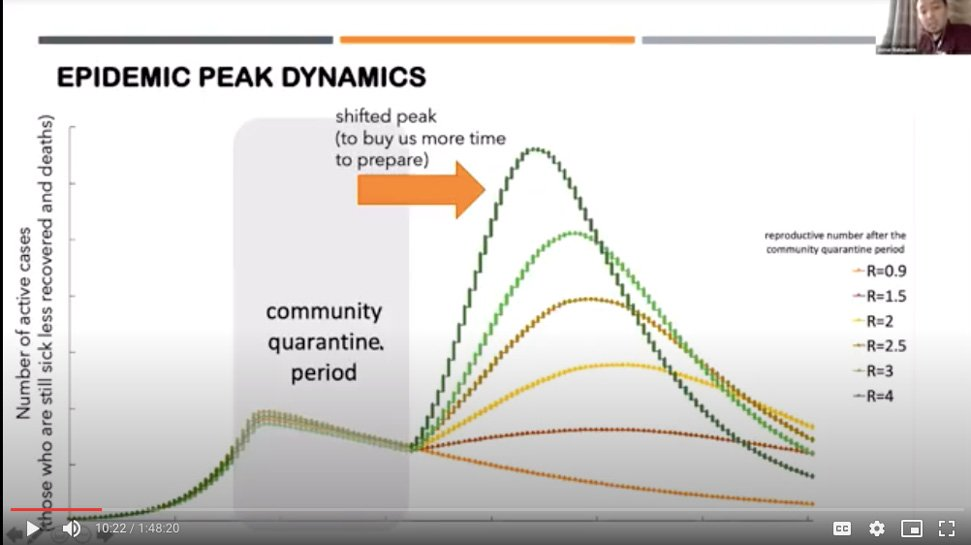 EPIDEMIC PEAK DYNAMICS
shifted peak
(to buy us more time
to prepare)
Number of active cases
(those who are still sick less recovered and deaths)
community
quarantine.
period
reproductive number after the
community quarantine period
R=0.9
R=1.5
R=2
R=2.5
R=3
R=4
10:22 / 1:48:20
CC